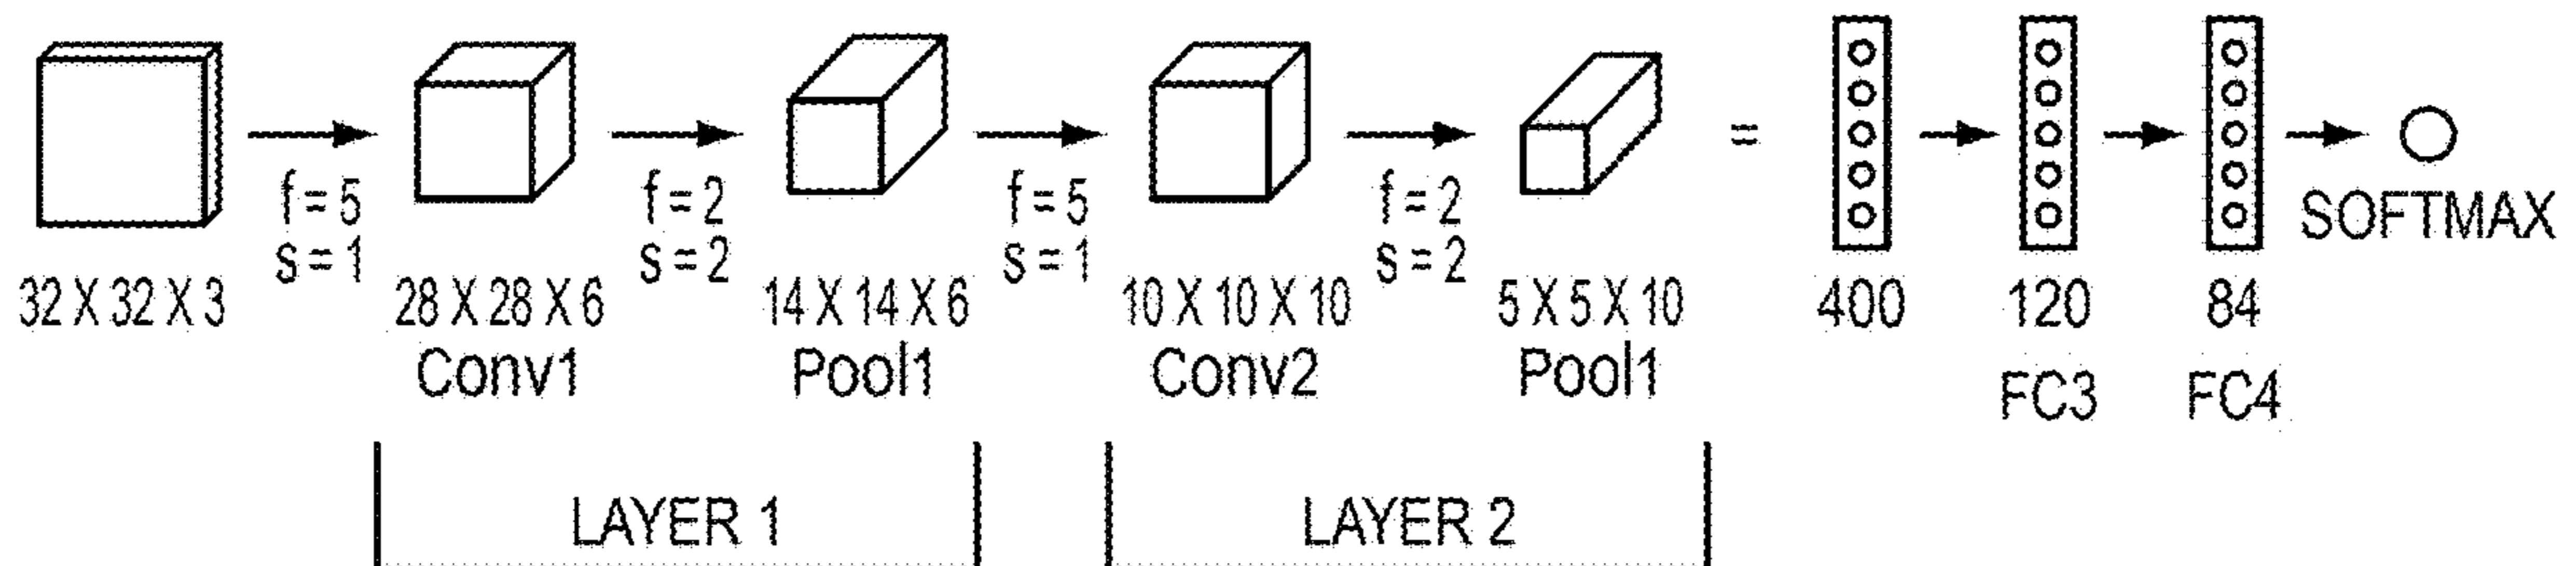 f = 5
s = 1
f = 2
s = 2
f = 5
s = 1
f = 2
s = 2
=
SOFTMAX
32 X 32 X 3
28 X 28 X 6
14 X 14 X 6
10 X 10 X 10
5 X 5 X 10
400
120
84
Conv1
Pool1
Conv2
Pool1
FC3
FC4
LAYER 1
LAYER 2